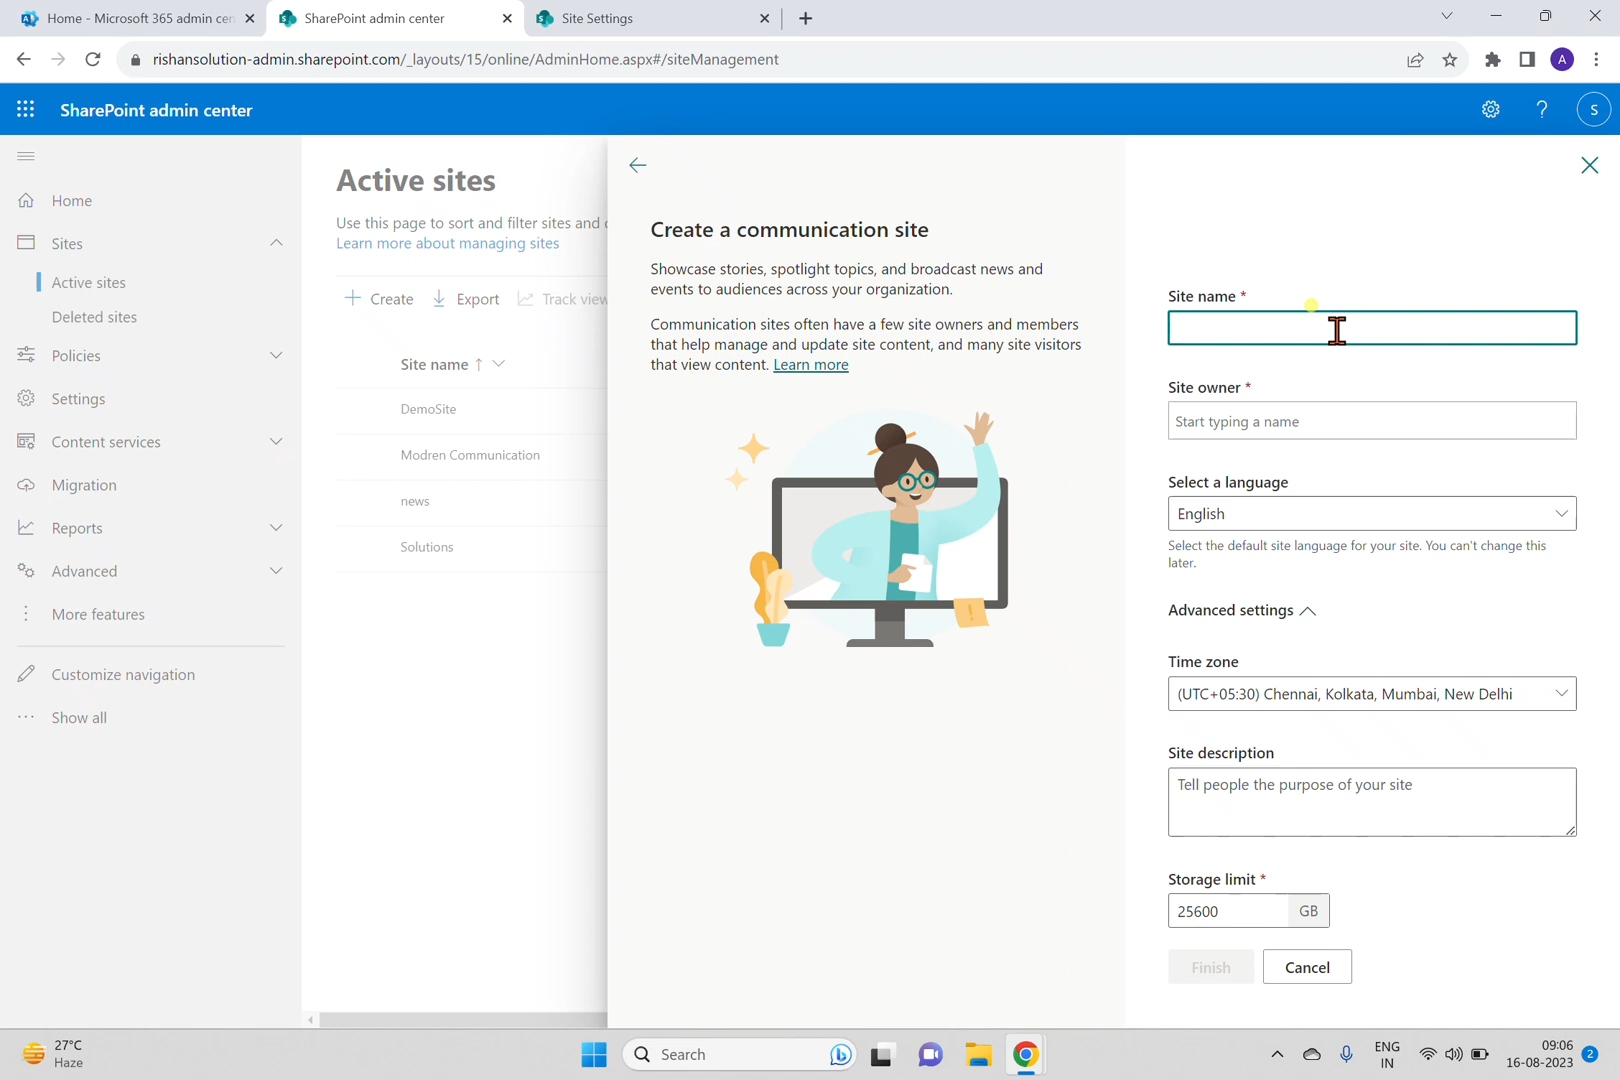 Home - Microsoft 365 admin cen
SharePoint admin center
Site Settings
rishansolution-admin.sharepoint.com/_layouts/15/online/AdminHome.aspx#/siteManagement
A
SharePoint admin center
?
S
Home
Sites
Active sites
Deleted sites
Policies
Settings
Content services
Migration
Reports
Advanced
More features
Customize navigation
Show all
Active sites
Use this page to sort and filter sites and
Learn more about managing sites
Create
Export
Track view
Site name
DemoSite
Modren Communication
news
Solutions
Create a communication site
Showcase stories, spotlight topics, and broadcast news and
events to audiences across your organization.
Communication sites often have a few site owners and members
that help manage and update site content, and many site visitors
that view content. Learn more
Site name *
Site owner *
Start typing a name
Select a language
English
Select the default site language for your site. You can't change this
later.
Advanced settings
Time zone
(UTC+05:30) Chennai, Kolkata, Mumbai, New Delhi
Site description
Tell people the purpose of your site
Storage limit *
25600 GB
Finish
Cancel
27°C
Haze
Search
ENG
IN
09:06
16-08-2023
2